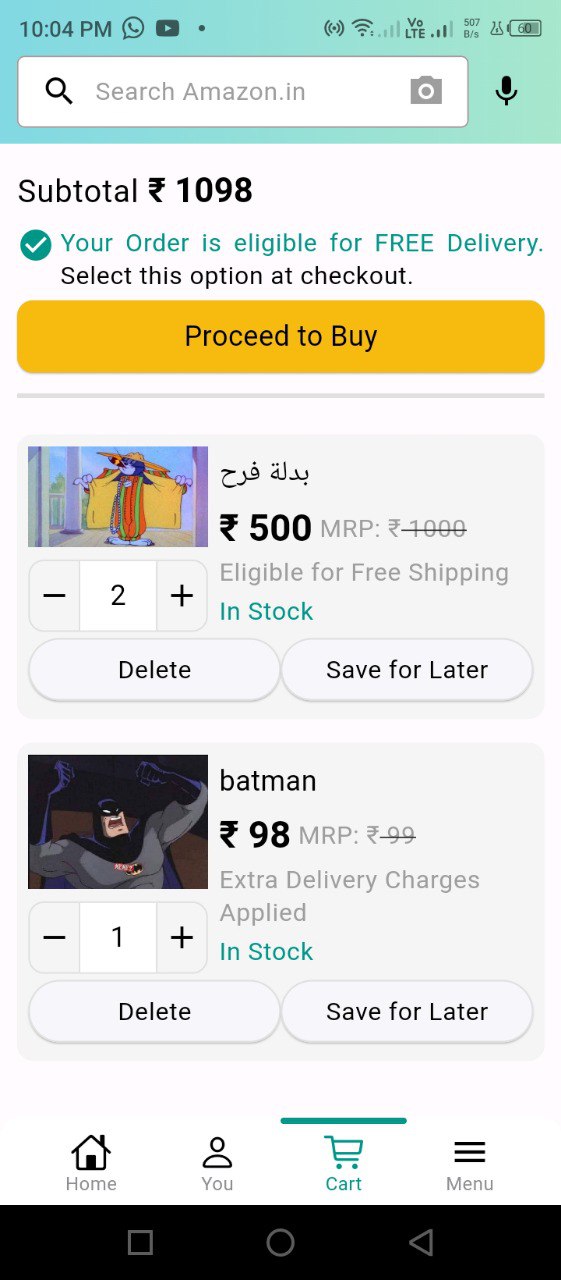 10:04 PM
Vo LTE 507 B/s 60
Search Amazon.in
Subtotal ₹ 1098
Your Order is eligible for FREE Delivery.
Select this option at checkout.
Proceed to Buy
بدلة فرح
₹ 500 MRP: ₹ 1000
Eligible for Free Shipping
2
In Stock
Delete
Save for Later
batman
₹ 98 MRP: ₹ 99
Extra Delivery Charges
Applied
1
In Stock
Delete
Save for Later
Home
You
Cart
Menu